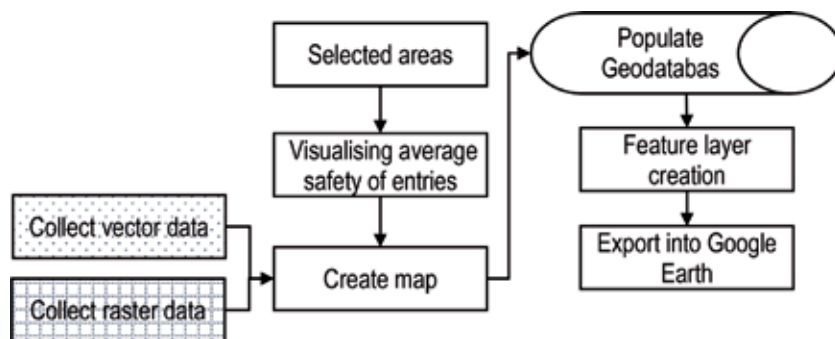 Selected areas
Visualising average
safety of entries
Collect vector data
Collect raster data
Create map
Populate
Geodatabas
Feature layer
creation
Export into Google
Earth